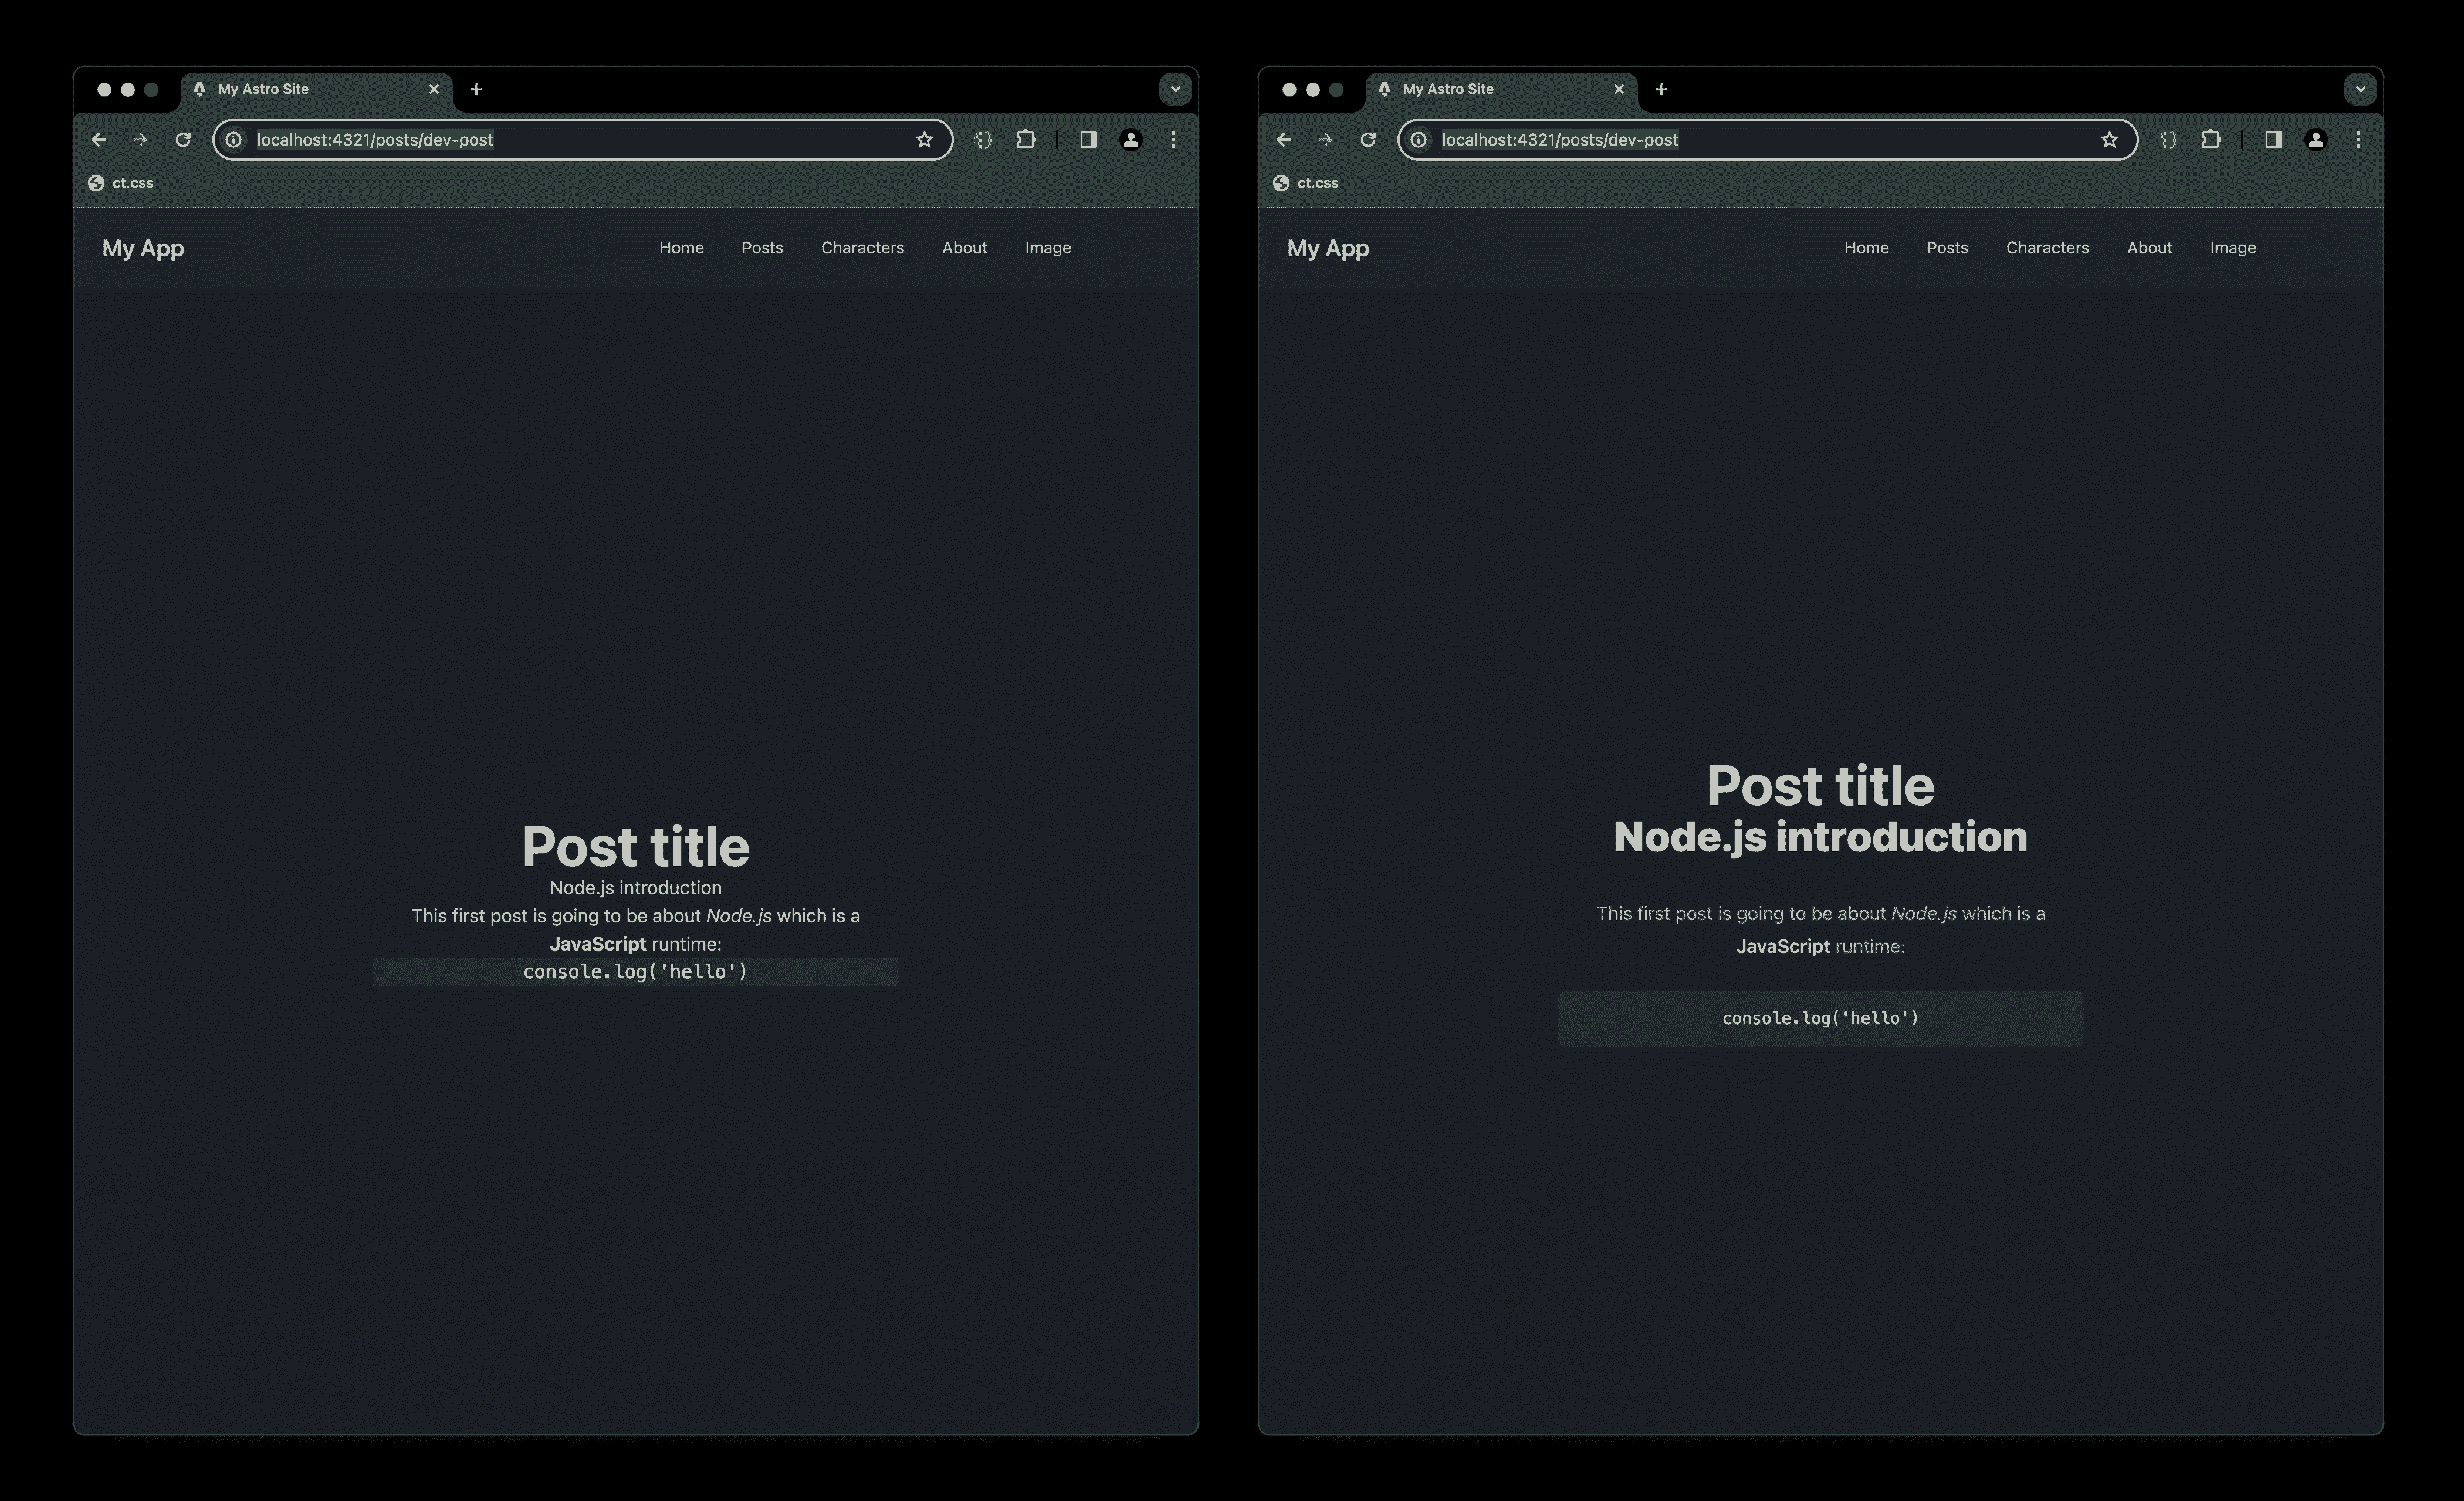 My Astro Site
localhost:4321/posts/dev-post
ct.css
My App
Home Posts Characters About Image
Post title
Node.js introduction
This first post is going to be about Node.js which is a
JavaScript runtime:
console.log('hello')
My Astro Site
localhost:4321/posts/dev-post
ct.css
My App
Home Posts Characters About Image
Post title
Node.js introduction
This first post is going to be about Node.js which is a
JavaScript runtime:
console.log('hello')